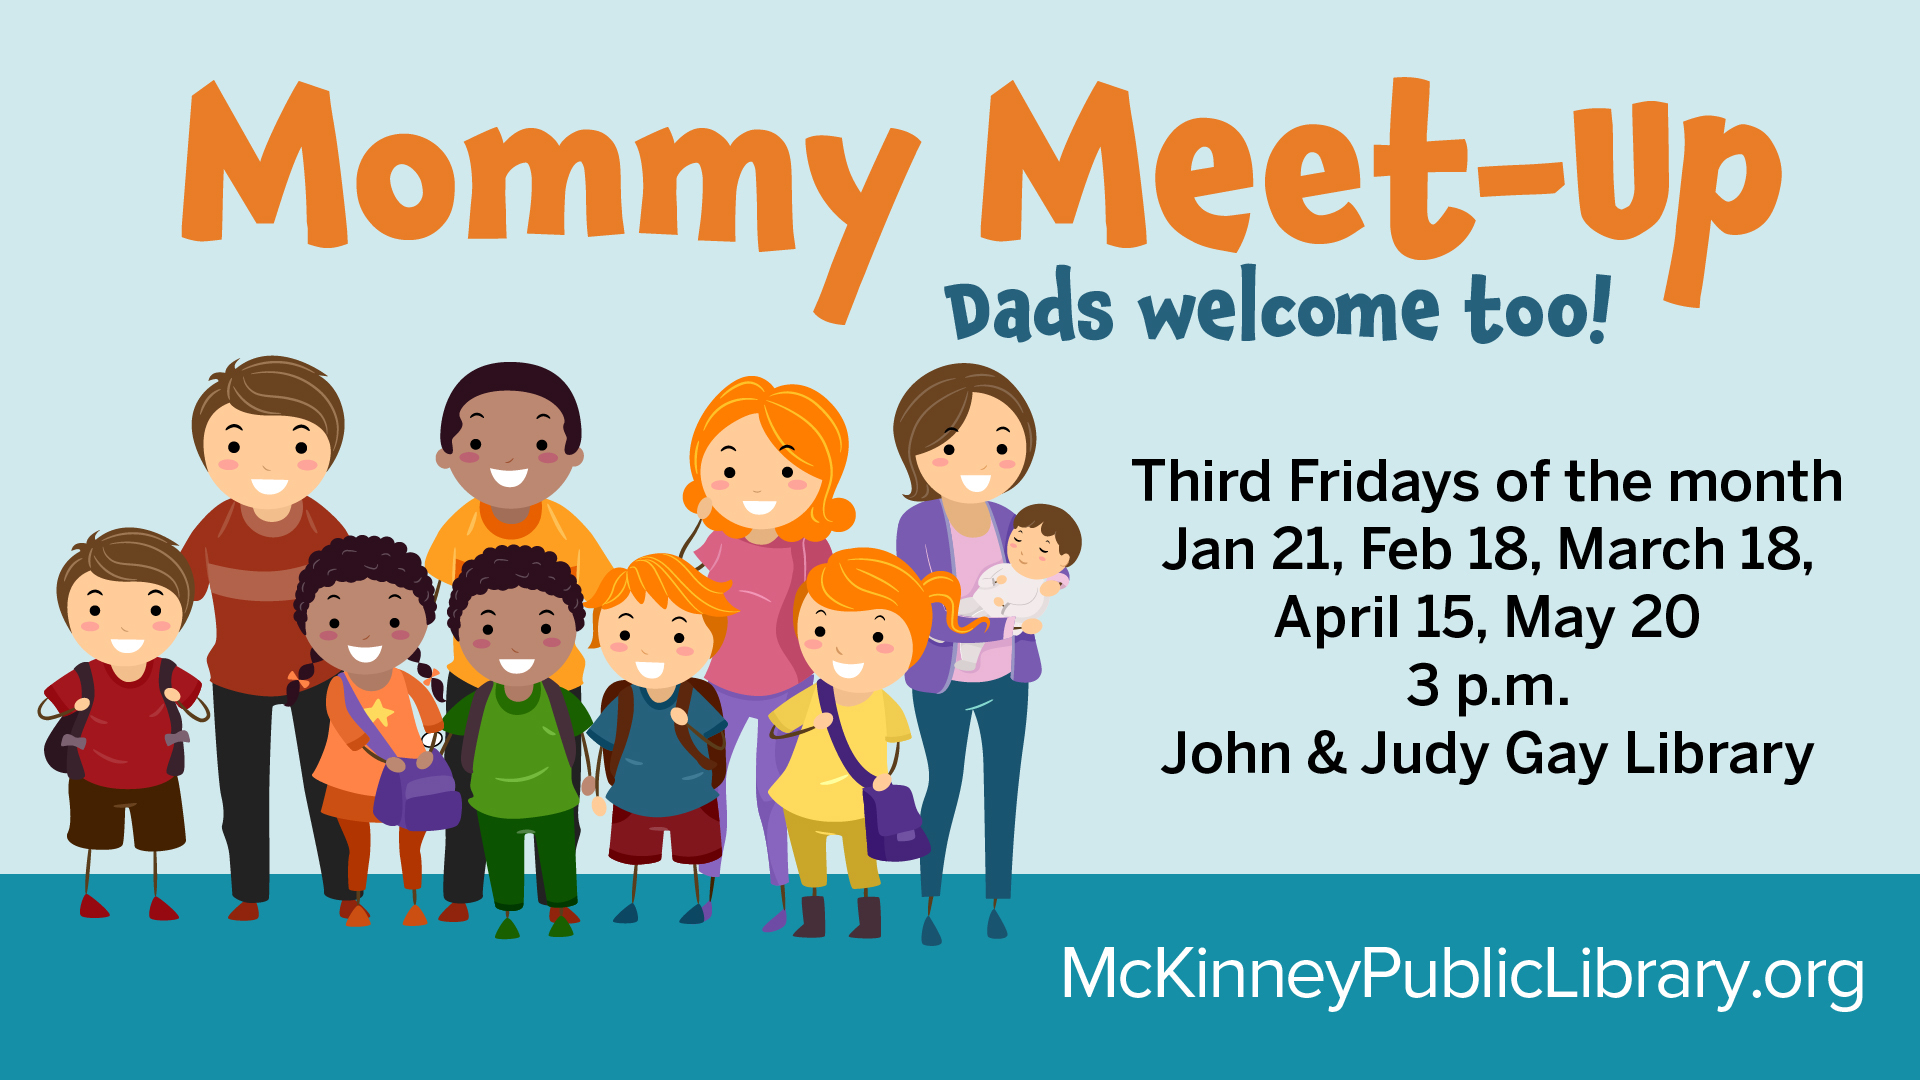 Mommy Meet-up
Dads welcome too!
Third Fridays of the month
Jan 21, Feb 18, March 18,
April 15, May 20
3 p.m.
John & Judy Gay Library
McKinneyPublicLibrary.org